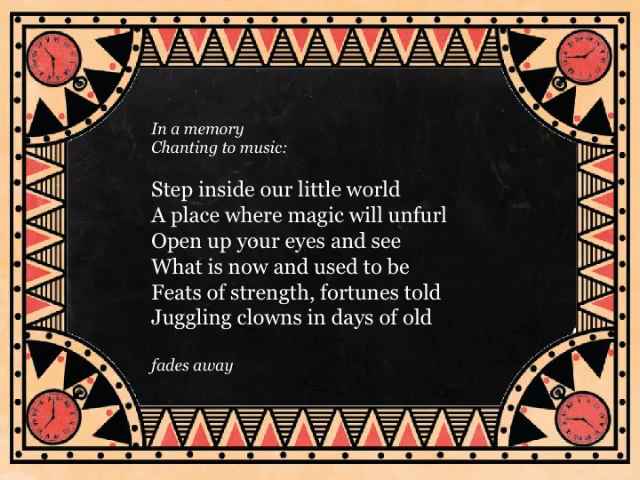 In a memory
Chanting to music:
Step inside our little world
A place where magic will unfurl
Open up your eyes and see
What is now and used to be
Feats of strength, fortunes told
Juggling clowns in days of old
fades away